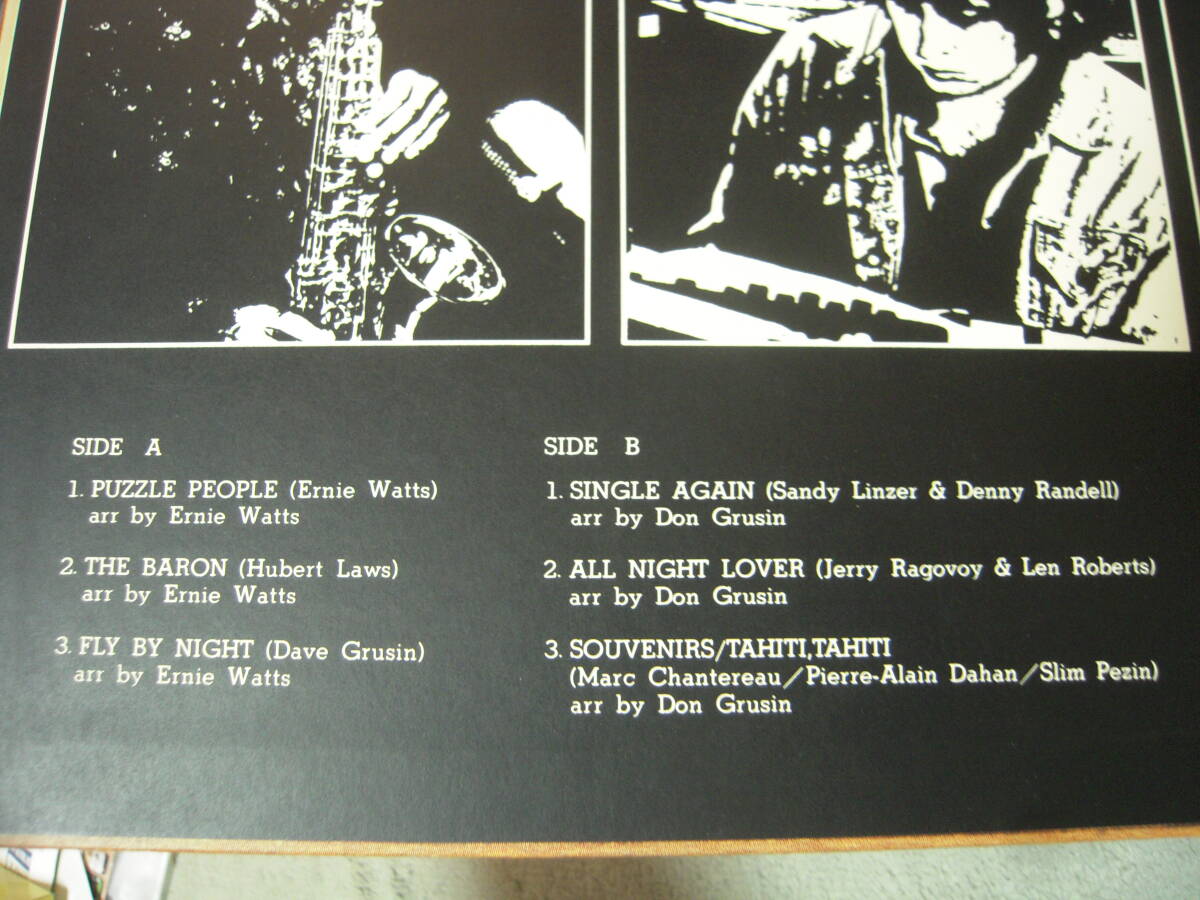 SIDE A
1. PUZZLE PEOPLE (Ernie Watts)
arr by Ernie Watts
2. THE BARON (Hubert Laws)
arr by Ernie Watts
3. FLY BY NIGHT (Dave Grusin)
arr by Ernie Watts
SIDE B
1. SINGLE AGAIN (Sandy Linzer & Denny Randell)
arr by Don Grusin
2. ALL NIGHT LOVER (Jerry Ragovoy & Len Roberts)
arr by Don Grusin
3. SOUVENIRS/TAHITI,TAHITI
(Marc Chantereau/Pierre-Alain Dahan/Slim Pezin)
arr by Don Grusin